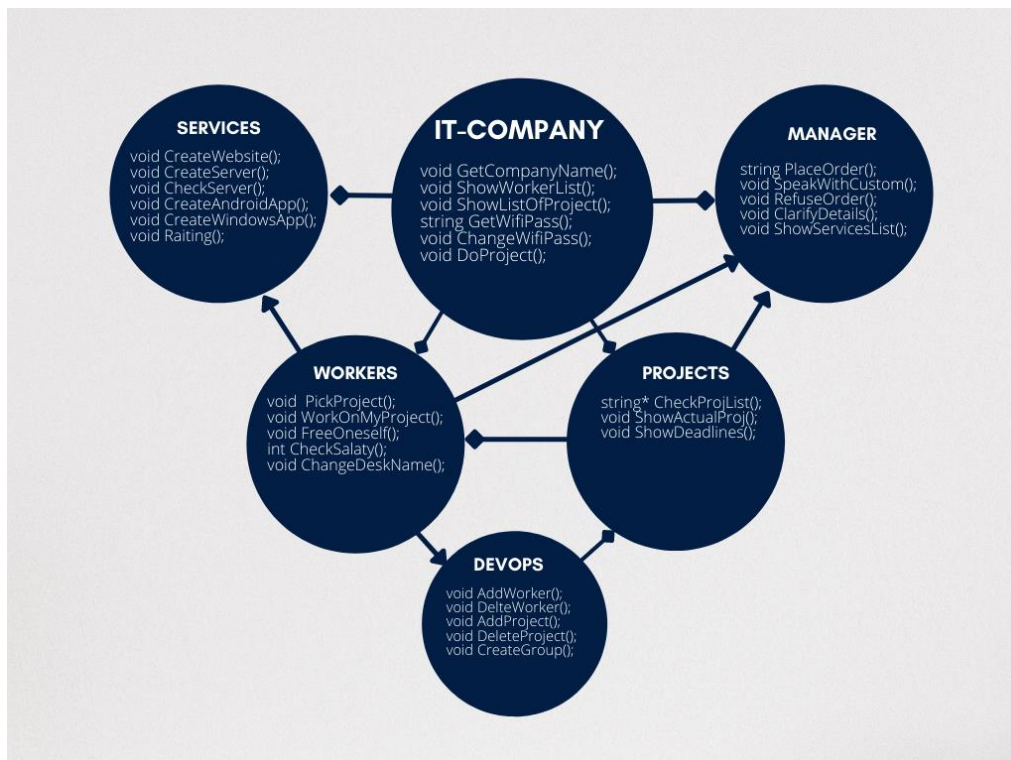 SERVICES
void CreateWebsite();
void CreateServer();
void CheckServer();
void CreateAndroidApp();
void CreateWindowsApp();
void Raiting();
IT-COMPANY
void GetCompanyName();
void ShowWorkerList();
void ShowListOfProject();
string GetWifiPass();
void ChangeWifiPass();
void DoProject();
MANAGER
string PlaceOrder();
void SpeakWithCustom();
void RefuseOrder();
void ClarifyDetails();
void ShowServicesList();
WORKERS
void PickProject();
void WorkOnMyProject();
void FreeOneself();
int CheckSalaty();
void ChangeDeskName();
PROJECTS
string* CheckProjList();
void ShowActualProj();
void ShowDeadlines();
DEVOPS
void AddWorker();
void DelteWorker();
void AddProject();
void DeleteProject();
void CreateGroup();